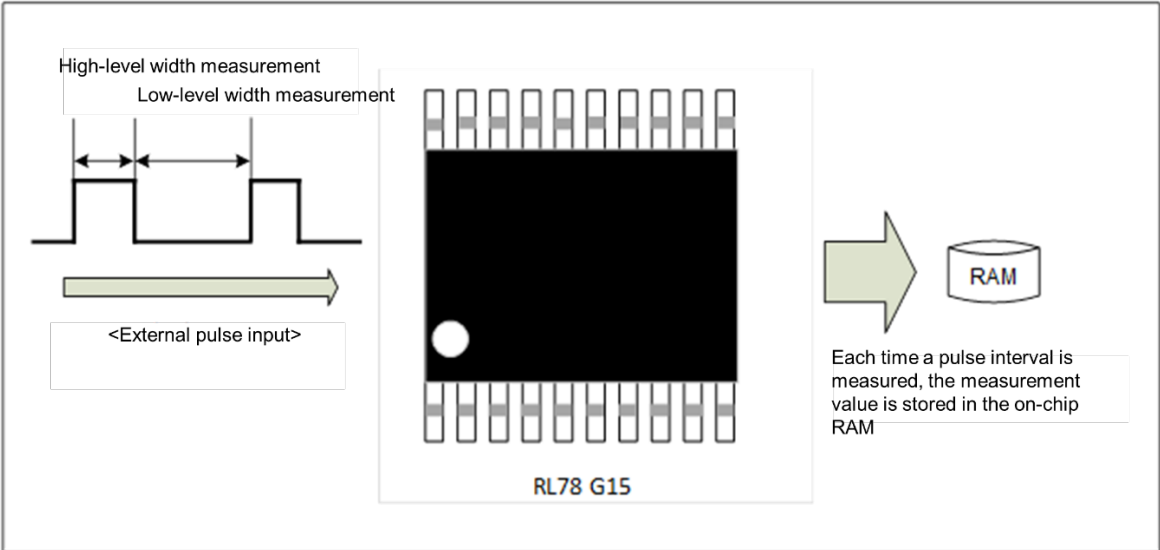 High-level width measurement
Low-level width measurement
<External pulse input>
RL78 G15
RAM
Each time a pulse interval is
measured, the measurement
value is stored in the on-chip
RAM